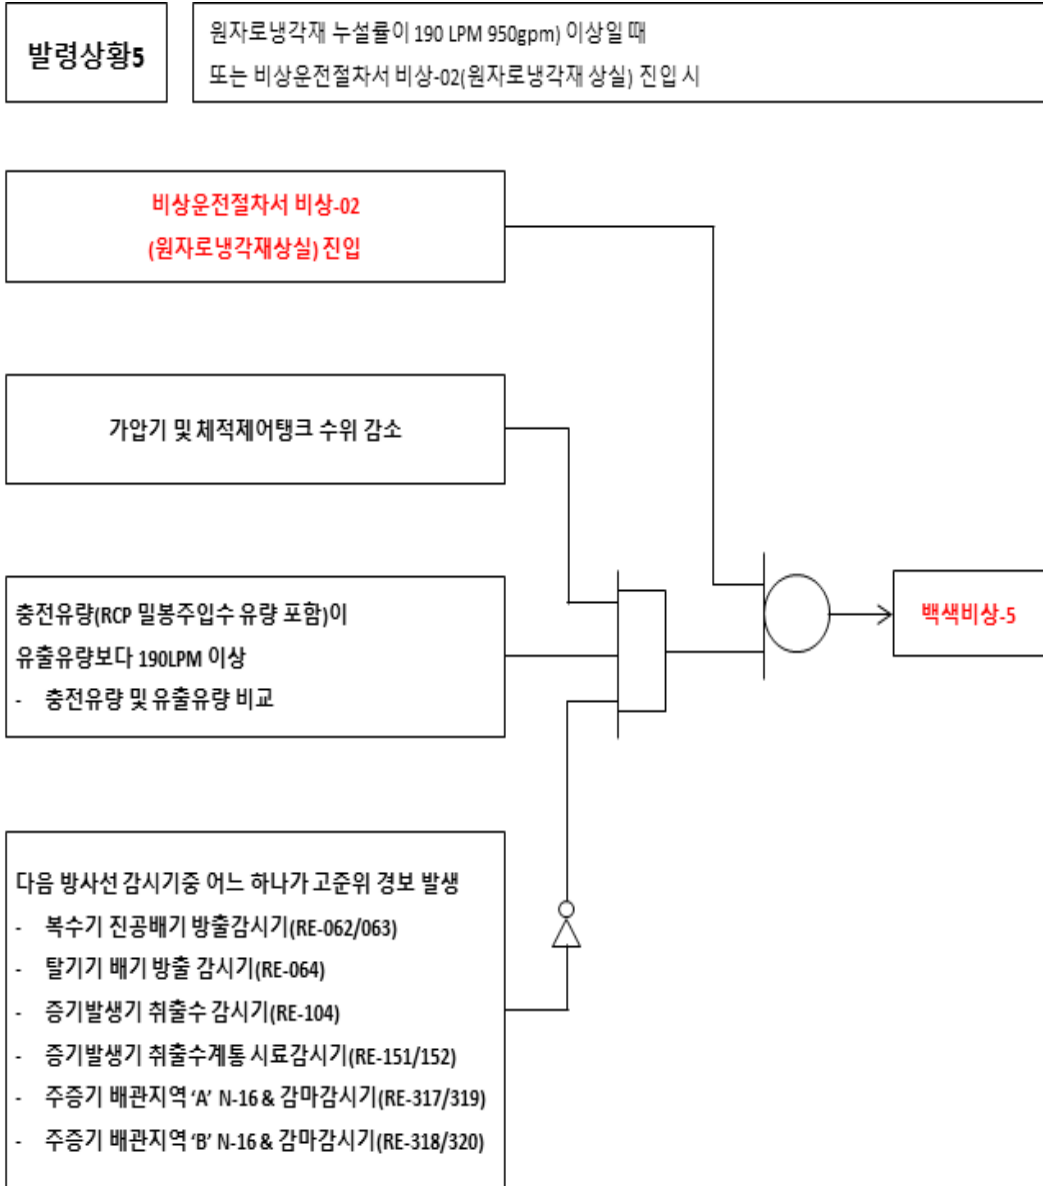 발령상황5
원자로냉각재 누설률이 190 LPM 950gpm) 이상일 때
또는 비상운전절차서 비상-02(원자로냉각재 상실) 진입 시
비상운전절차서 비상-02
(원자로냉각재상실) 진입
가압기 및 체적제어탱크 수위 감소
충전유량(RCP 밀봉주입수 유량 포함)이
유출유량보다 190LPM 이상
- 충전유량 및 유출유량 비교
백색비상-5
다음 방사선 감시기중 어느 하나가 고준위 경보 발생
- 복수기 진공배기 방출감시기(RE-062/063)
- 탈기기 배기 방출 감시기(RE-064)
- 증기발생기 취출수 감시기(RE-104)
- 증기발생기 취출수계통 시료감시기(RE-151/152)
- 주증기 배관지역 ‘A’ N-16 & 감마감시기(RE-317/319)
- 주증기 배관지역 ‘B’ N-16 & 감마감시기(RE-318/320)